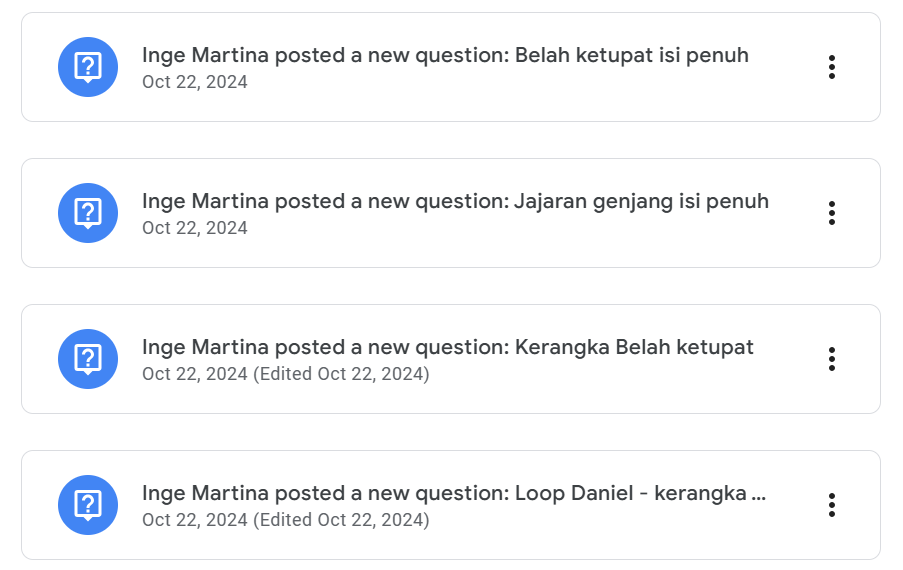 Inge Martina posted a new question: Belah ketupat isi penuh
Oct 22, 2024
Inge Martina posted a new question: Jajaran genjang isi penuh
Oct 22, 2024
Inge Martina posted a new question: Kerangka Belah ketupat
Oct 22, 2024 (Edited Oct 22, 2024)
Inge Martina posted a new question: Loop Daniel - kerangka ...
Oct 22, 2024 (Edited Oct 22, 2024)